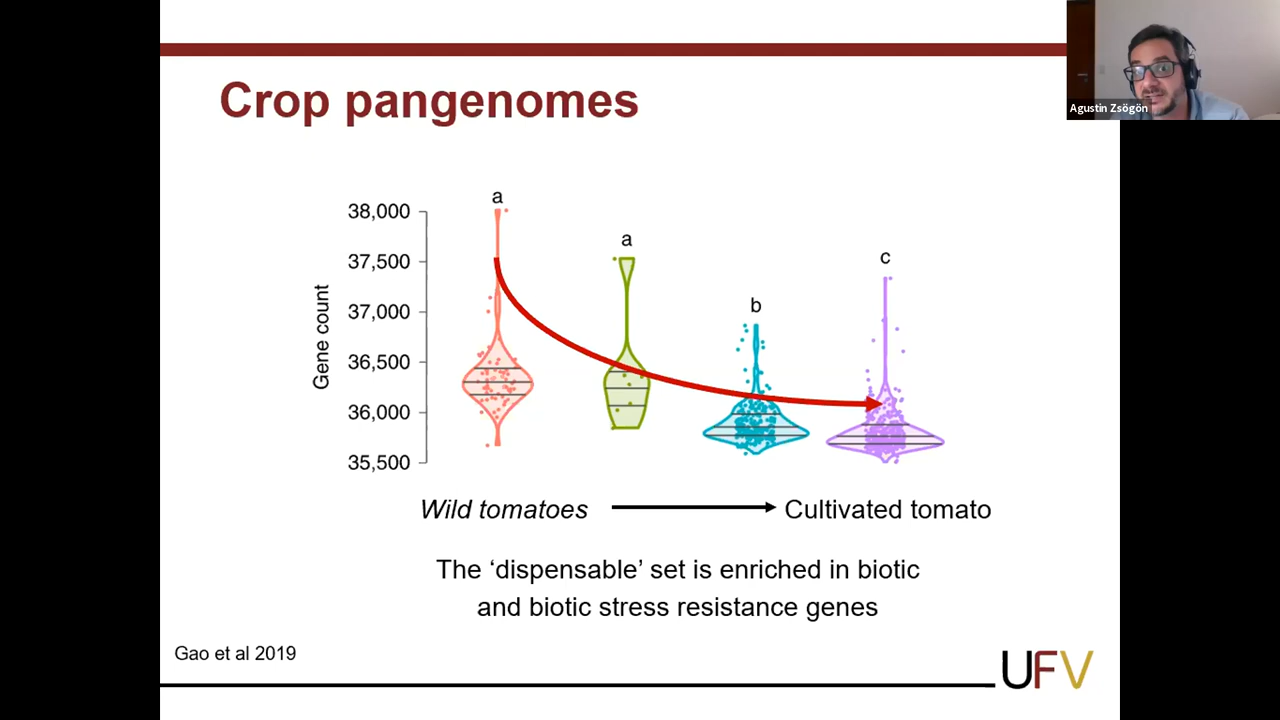 Agustin Zsögön
Crop pangenomes
a
a
b
c
38,000
37,500
37,000
36,500
36,000
35,500
Gene count
Wild tomatoes
Cultivated tomato
The ‘dispensable’ set is enriched in biotic
and biotic stress resistance genes
Gao et al 2019
UFV